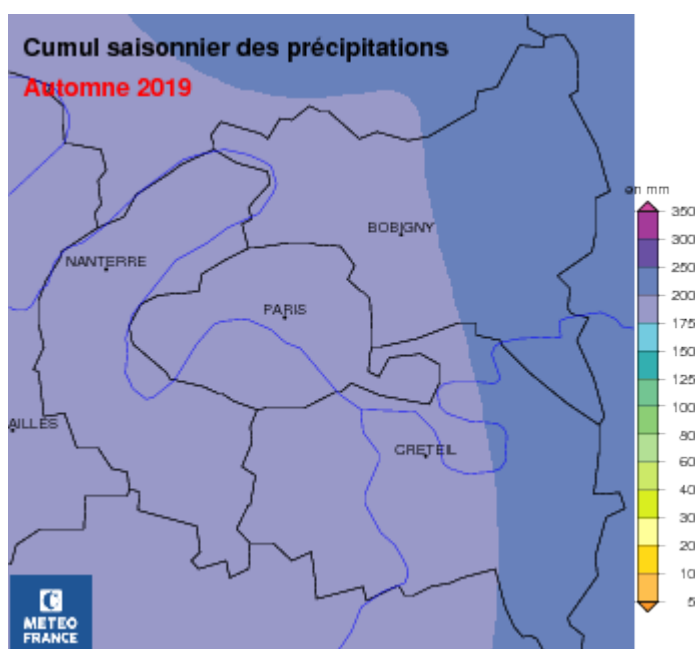 Cumul saisonnier des précipitations
Automne 2019
en mm
350
300
250
200
175
150
125
100
80
60
40
30
20
10
5
BOBIGNY
NANTERRE
PARIS
AILLES
CRETEIL
METEO
FRANCE